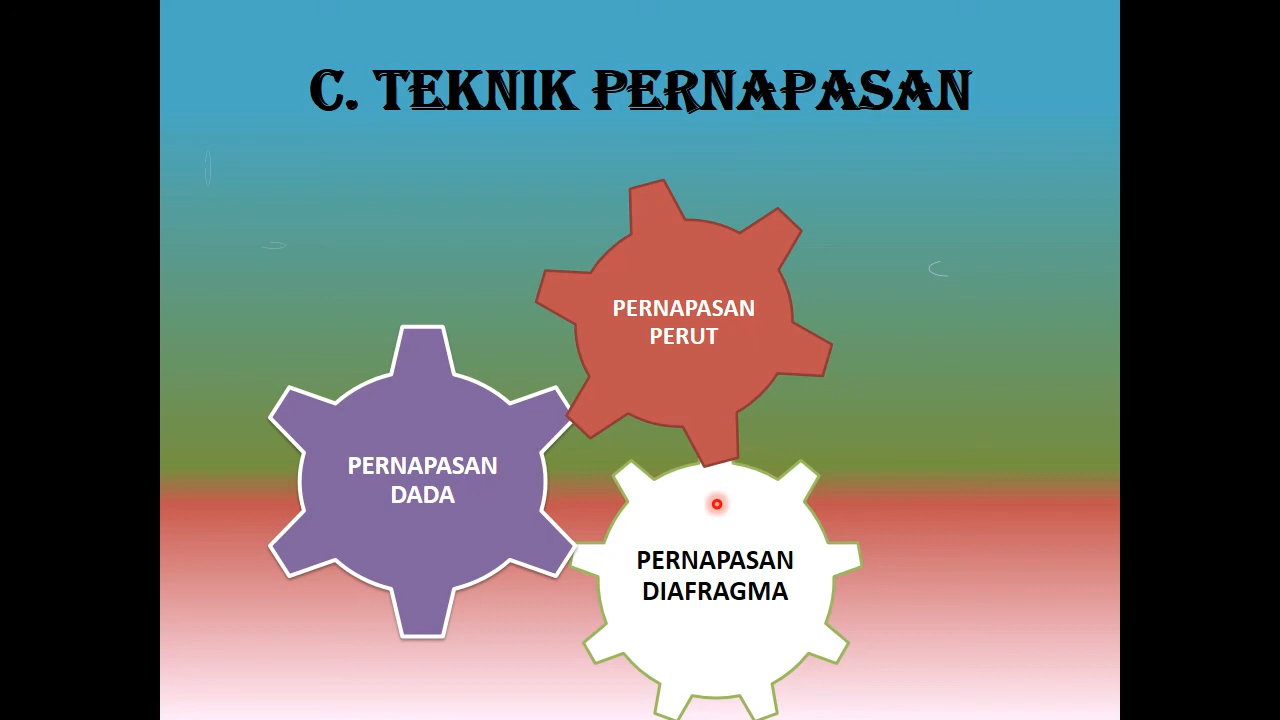 C. TEKNIK PERNAPASAN
PERNAPASAN
PERUT
PERNAPASAN
DADA
PERNAPASAN
DIAFRAGMA